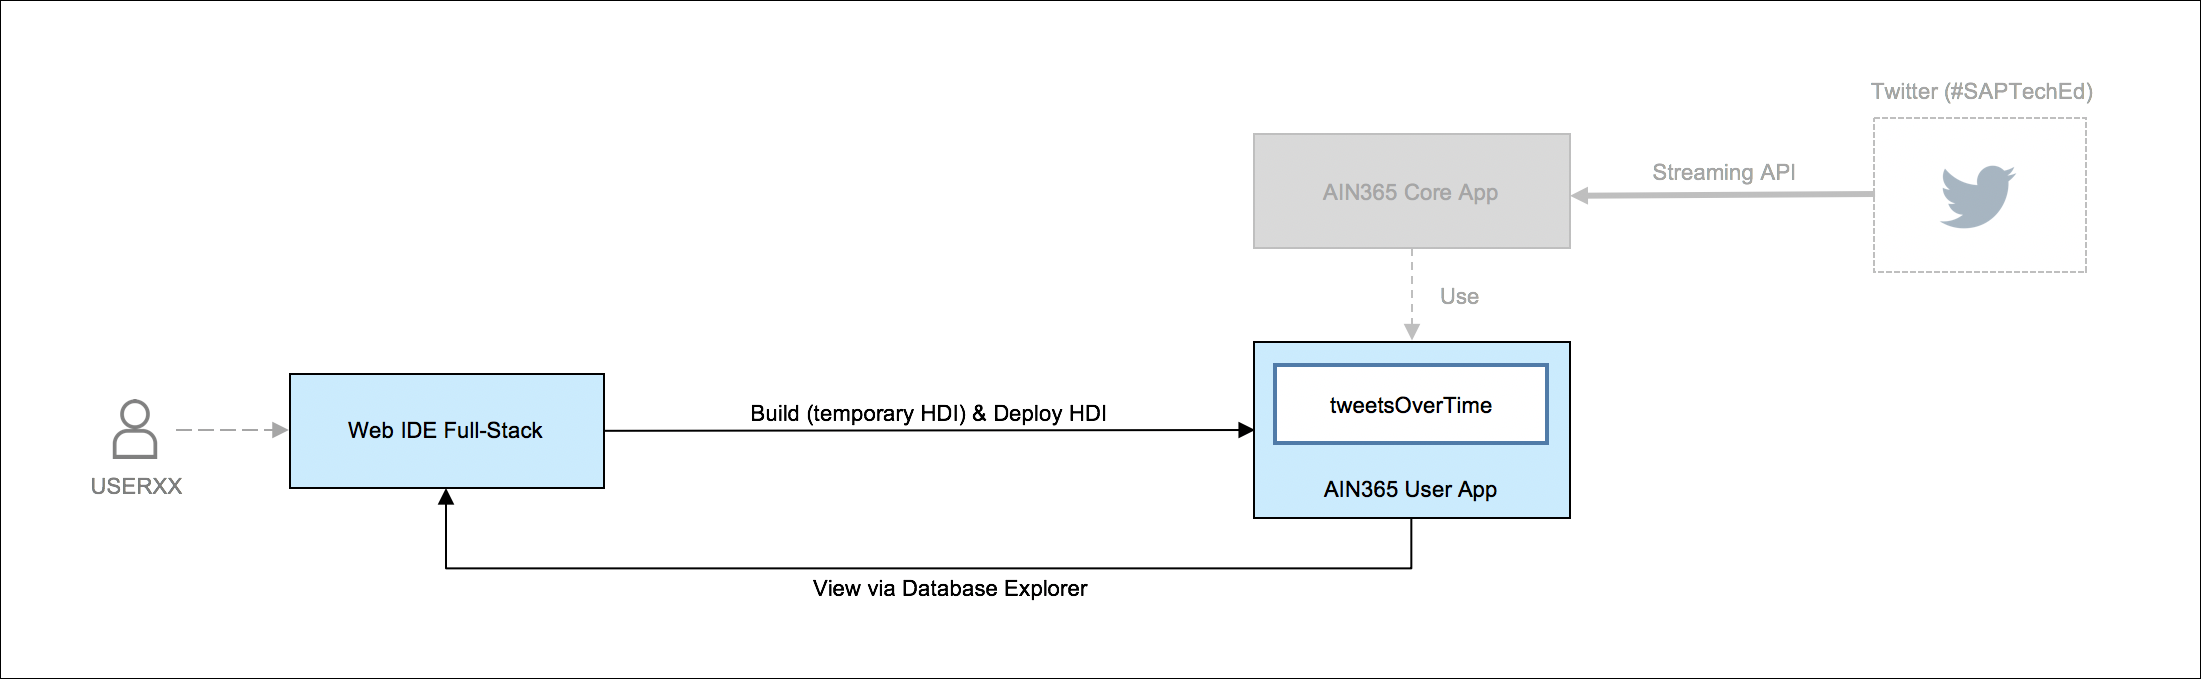 Twitter (#SAPTechEd)
Streaming API
AIN365 Core App
Use
tweetsOverTime
Build (temporary HDI) & Deploy HDI
Web IDE Full-Stack
USERXX
AIN365 User App
View via Database Explorer